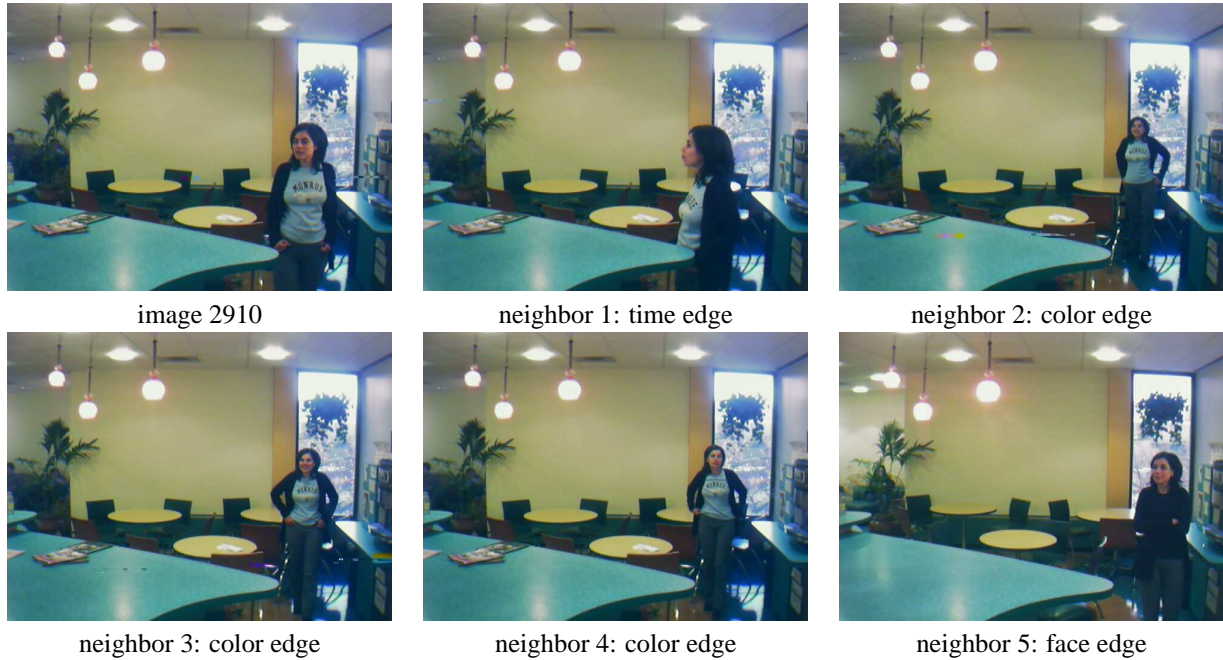 MUNROE
image 2910
neighbor 1: time edge
neighbor 2: color edge
neighbor 3: color edge
neighbor 4: color edge
neighbor 5: face edge